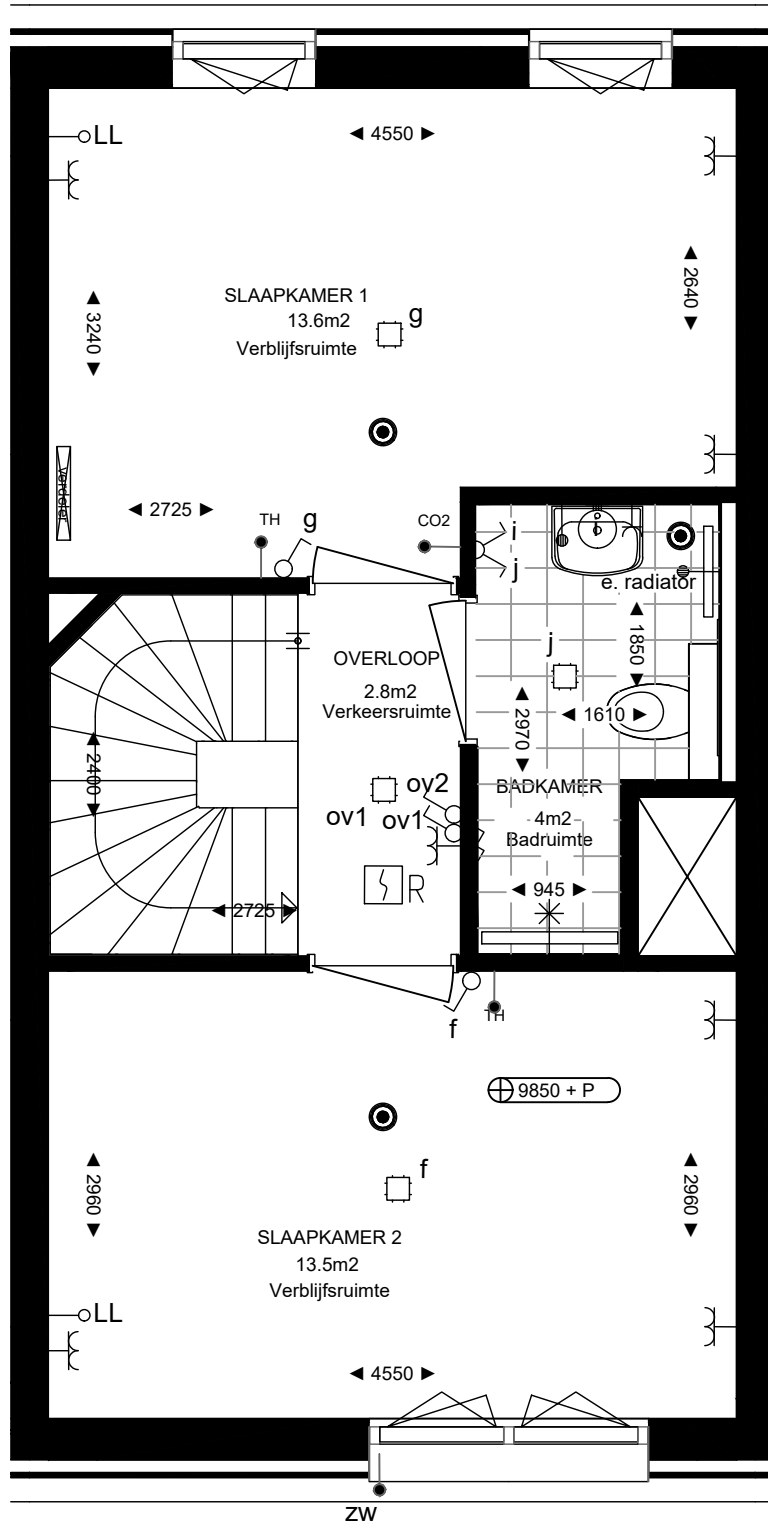 LL
4550
2640
3240
SLAAPKAMER 1
13.6m2
Verblijfsruimte
g
Verdeler
2725
TH
g
CO2
i
j
i
e. radiator
1850
j
OVERLOOP
2.8m2
Verkeersruimte
1610
2970
2400
ov2
ov1
ov1
BADKAMER
4m2
Badruimte
945
R
2725
TH
f
9850 + P
2960
2960
f
SLAAPKAMER 2
13.5m2
Verblijfsruimte
LL
4550
zw